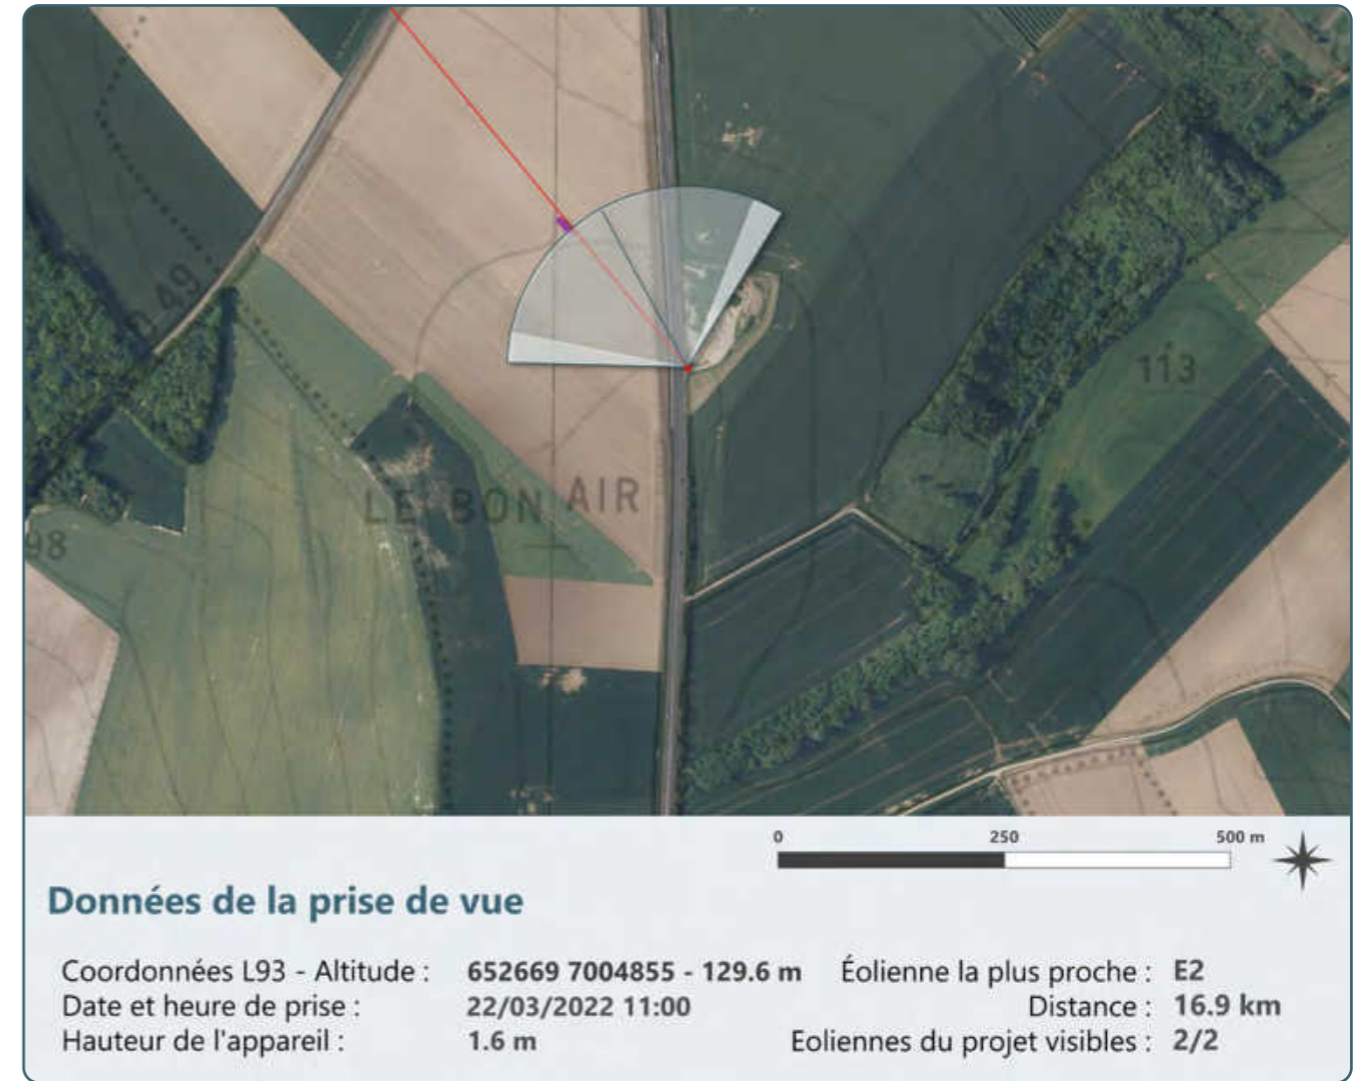 49
113
LE BON AIR
98
0 250 500 m
Données de la prise de vue
Coordonnées L93 - Altitude : 652669 7004855 - 129.6 m Éolienne la plus proche : E2
Date et heure de prise : 22/03/2022 11:00 Distance : 16.9 km
Hauteur de l'appareil : 1.6 m Eoliennes du projet visibles : 2/2